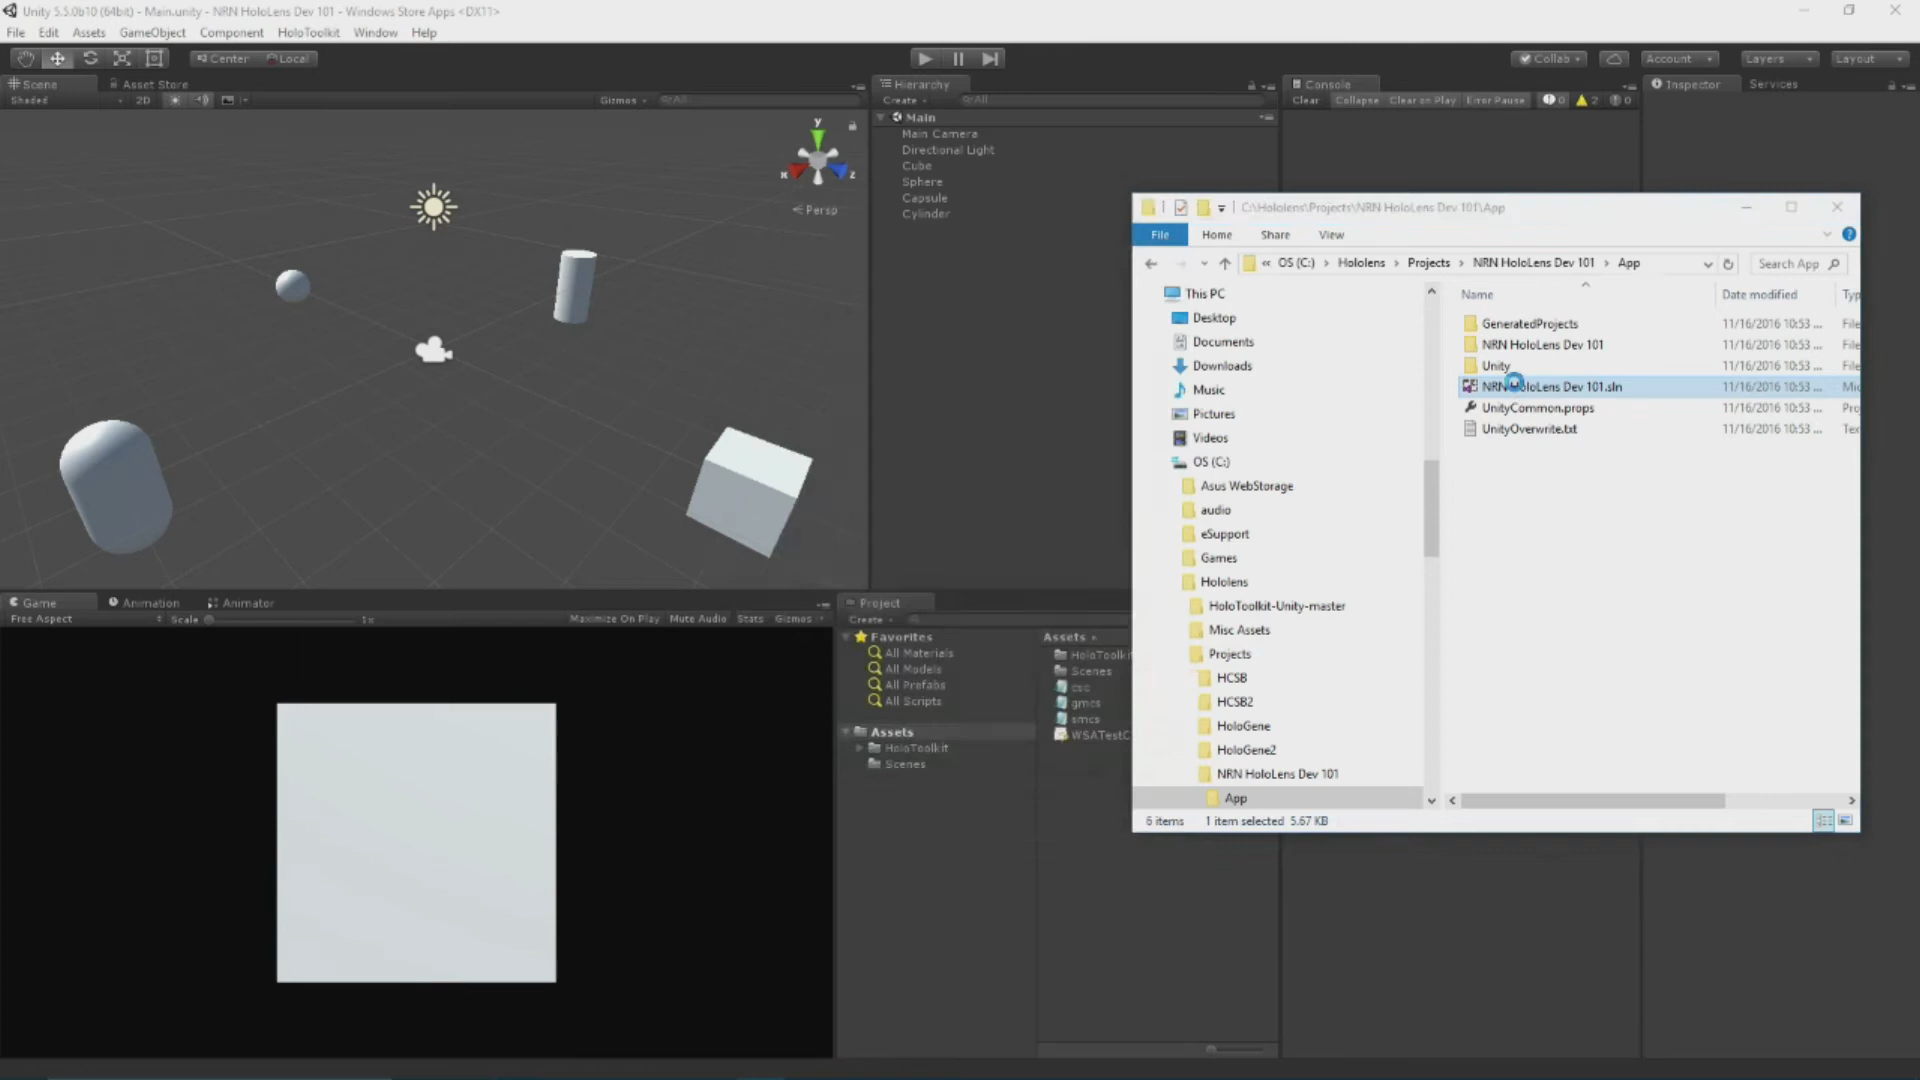 Unity 5.5.0b10 (64bit) - Main.unity - NRN HoloLens Dev 101 - Windows Store Apps <DX11>
File Edit Assets GameObject Component HoloToolkit Window Help
Center Local
Collab Account Layers Layout
Scene Asset Store
Shaded 2D Gizmos All
y
x z
Persp
Hierarchy
Create All
Main
Main Camera
Directional Light
Cube
Sphere
Capsule
Cylinder
Console
Clear Collapse Clear on Play Error Pause 0 2 0
Inspector Services
C:\Hololens\Projects\NRN HoloLens Dev 101\App
File Home Share View
« OS (C:) Hololens Projects NRN HoloLens Dev 101 App
Search App
This PC
Desktop
Documents
Downloads
Music
Pictures
Videos
OS (C:)
Asus WebStorage
audio
eSupport
Games
Hololens
HoloToolkit-Unity-master
Misc Assets
Projects
HCSB
HCSB2
HoloGene
HoloGene2
NRN HoloLens Dev 101
App
Name Date modified Typ
GeneratedProjects 11/16/2016 10:53 ... File
NRN HoloLens Dev 101 11/16/2016 10:53 ... File
Unity 11/16/2016 10:53 ... File
NRN HoloLens Dev 101.sln 11/16/2016 10:53 ... Mic
UnityCommon.props 11/16/2016 10:53 ... Pro
UnityOverwrite.txt 11/16/2016 10:53 ... Tex
6 items 1 item selected 5.67 KB
Game Animation Animator
Free Aspect Scale 1x Maximize On Play Mute Audio Stats Gizmos
Project
Create
Favorites
All Materials
All Models
All Prefabs
All Scripts
Assets
HoloToolkit
Scenes
Assets
HoloToolki
Scenes
csc
gmcs
smcs
WSATestC